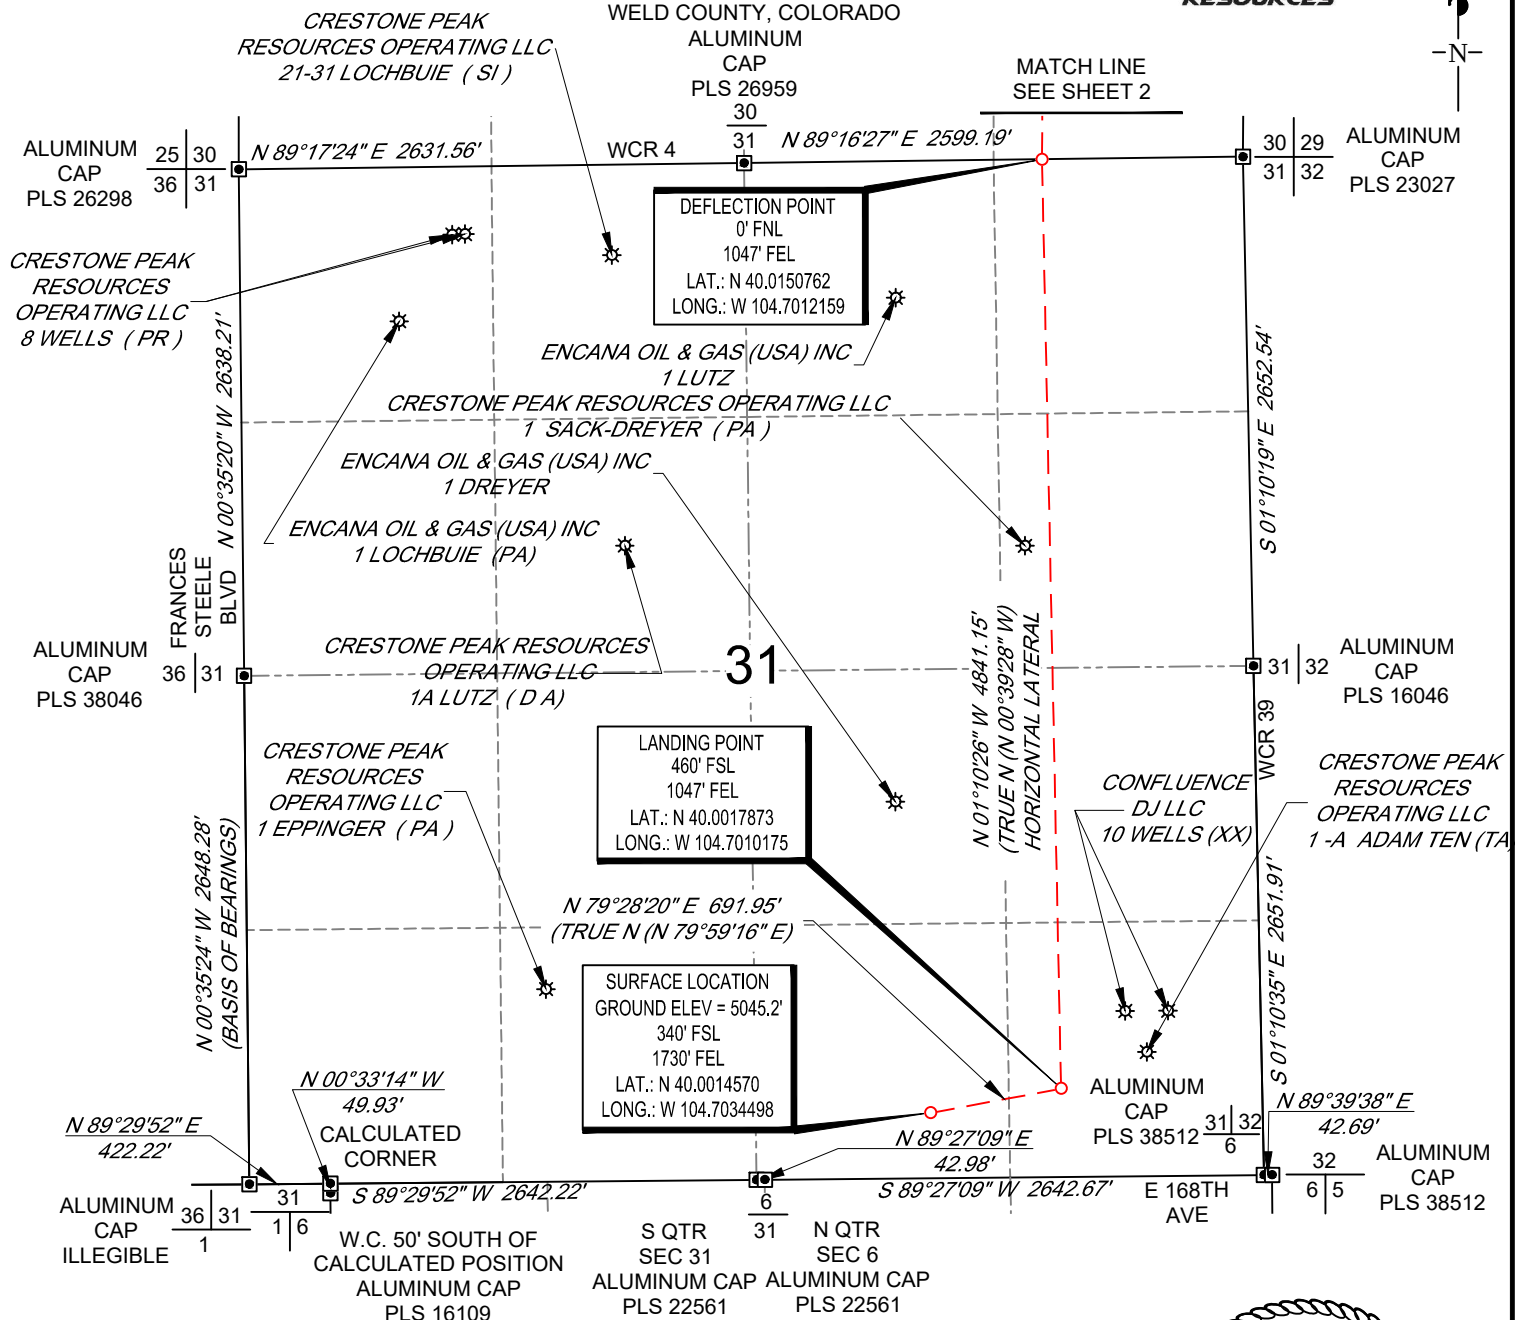 RESOURCES
-N-
WELD COUNTY, COLORADO
ALUMINUM
CAP
PLS 26959
30
31
CRESTONE PEAK
RESOURCES OPERATING LLC
21-31 LOCHBUIE ( SI )
MATCH LINE
SEE SHEET 2
ALUMINUM
CAP
PLS 26298
25 30
36 31
N 89°17'24" E 2631.56'
WCR 4
N 89°16'27" E 2599.19'
30 29
31 32
ALUMINUM
CAP
PLS 23027
DEFLECTION POINT
0' FNL
1047' FEL
LAT.: N 40.0150762
LONG.: W 104.7012159
CRESTONE PEAK
RESOURCES
OPERATING LLC
8 WELLS ( PR )
N 00°35'20" W 2638.21'
ENCANA OIL & GAS (USA) INC
1 LUTZ
CRESTONE PEAK RESOURCES OPERATING LLC
1 SACK-DREYER ( PA )
S 01°10'19" E 2652.54'
ENCANA OIL & GAS (USA) INC
1 DREYER
ENCANA OIL & GAS (USA) INC
1 LOCHBUIE (PA)
FRANCES
STEELE
BLVD
ALUMINUM
CAP
PLS 38046
36 31
CRESTONE PEAK RESOURCES
OPERATING LLC
1A LUTZ ( D A)
31
N 01°10'26" W 4841.15'
(TRUE N (N 00°39'28" W)
HORIZONTAL LATERAL
31 32
ALUMINUM
CAP
PLS 16046
WCR 39
LANDING POINT
460' FSL
1047' FEL
LAT.: N 40.0017873
LONG.: W 104.7010175
CRESTONE PEAK
RESOURCES
OPERATING LLC
1 EPPINGER ( PA )
CONFLUENCE
DJ LLC
10 WELLS (XX)
CRESTONE PEAK
RESOURCES
OPERATING LLC
1 -A ADAM TEN (TA)
N 00°35'24" W 2648.28'
(BASIS OF BEARINGS)
N 79°28'20" E 691.95'
(TRUE N (N 79°59'16" E)
S 01°10'35" E 2651.91'
SURFACE LOCATION
GROUND ELEV = 5045.2'
340' FSL
1730' FEL
LAT.: N 40.0014570
LONG.: W 104.7034498
N 00°33'14" W
49.93'
CALCULATED
CORNER
N 89°29'52" E
422.22'
N 89°27'09" E
42.98'
ALUMINUM
CAP
PLS 38512
31 32
6
N 89°39'38" E
42.69'
32
6 5
ALUMINUM
CAP
PLS 38512
S 89°29'52" W 2642.22'
S 89°27'09" W 2642.67'
E 168TH
AVE
ALUMINUM
CAP
ILLEGIBLE
36 31
1
31
1 6
W.C. 50' SOUTH OF
CALCULATED POSITION
ALUMINUM CAP
PLS 16109
6
31
S QTR
SEC 31
ALUMINUM CAP
PLS 22561
N QTR
SEC 6
ALUMINUM CAP
PLS 22561